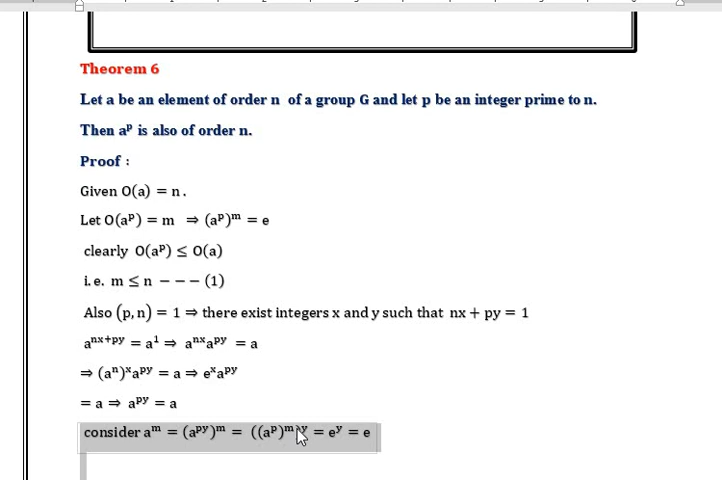 Theorem 6
Let a be an element of order n of a group G and let p be an integer prime to n.
Then aᵖ is also of order n.
Proof :
Given O(a) = n.
Let O(aᵖ) = m ⇒ (aᵖ)ᵐ = e
clearly O(aᵖ) ≤ O(a)
i.e. m ≤ n − − − (1)
Also (p, n) = 1 ⇒ there exist integers x and y such that nx + py = 1
aⁿˣ⁺ᵖʸ = a¹ ⇒ aⁿˣaᵖʸ = a
⇒ (aⁿ)ˣaᵖʸ = a ⇒ eˣaᵖʸ
= a ⇒ aᵖʸ = a
consider aᵐ = (aᵖʸ)ᵐ = ((aᵖ)ᵐ)ʸ = eʸ = e